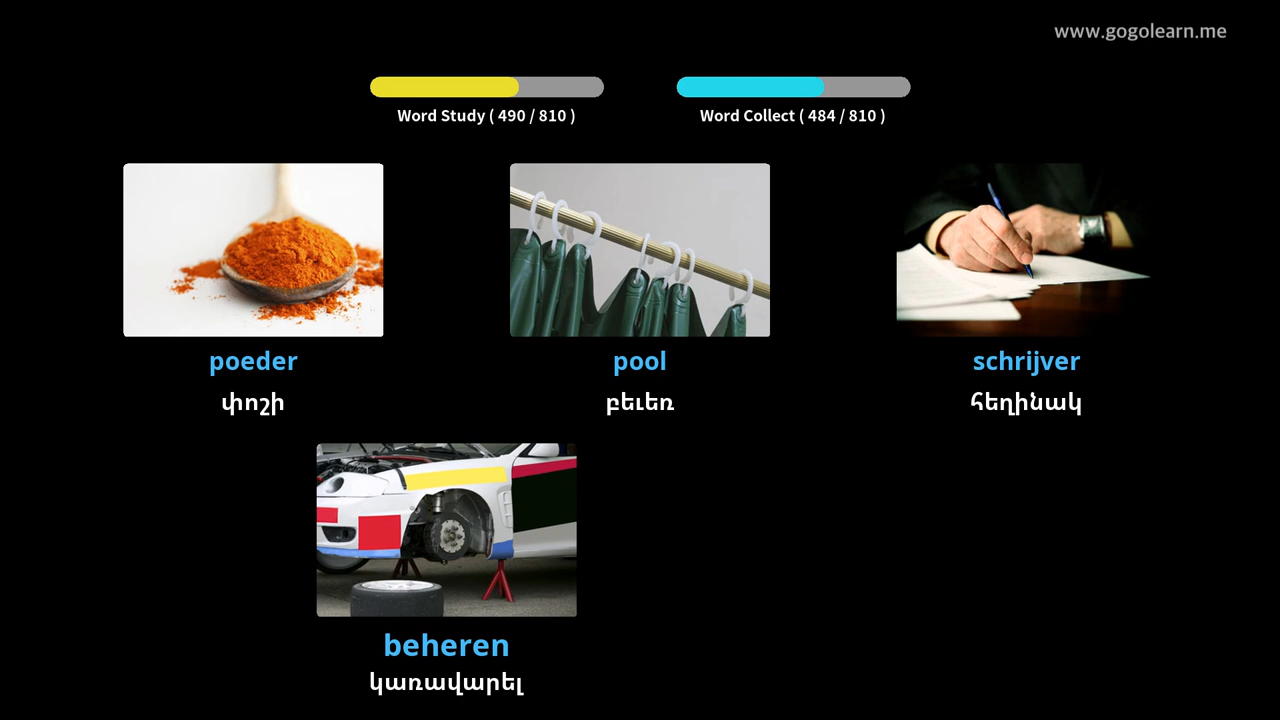 www.gogolearn.me
Word Study ( 490 / 810 )
Word Collect ( 484 / 810 )
poeder
pool
schrijver
փոշի
բեւեռ
հեղինակ
beheren
կառավարել